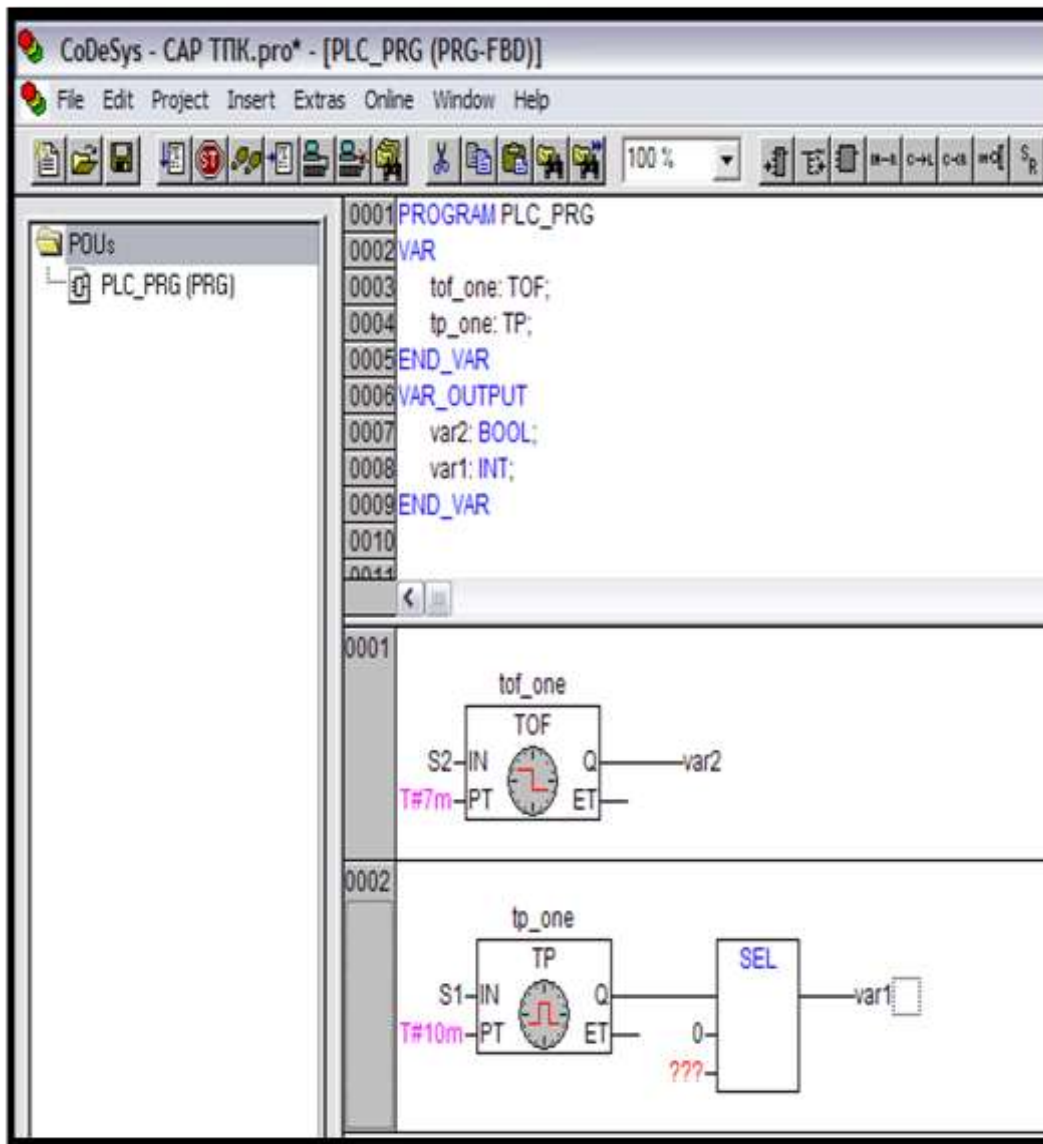 CoDeSys - CAP ТПК.pro* - [PLC_PRG (PRG-FBD)]
File Edit Project Insert Extras Online Window Help
100 %
POUs
PLC_PRG (PRG)
0001 PROGRAM PLC_PRG
0002 VAR
0003 tof_one: TOF;
0004 tp_one: TP;
0005 END_VAR
0006 VAR_OUTPUT
0007 var2: BOOL;
0008 var1: INT;
0009 END_VAR
0010
0011
0001
tof_one
TOF
S2 IN Q var2
T#7m PT ET
0002
tp_one
TP SEL
S1 IN Q var1
T#10m PT ET 0
???